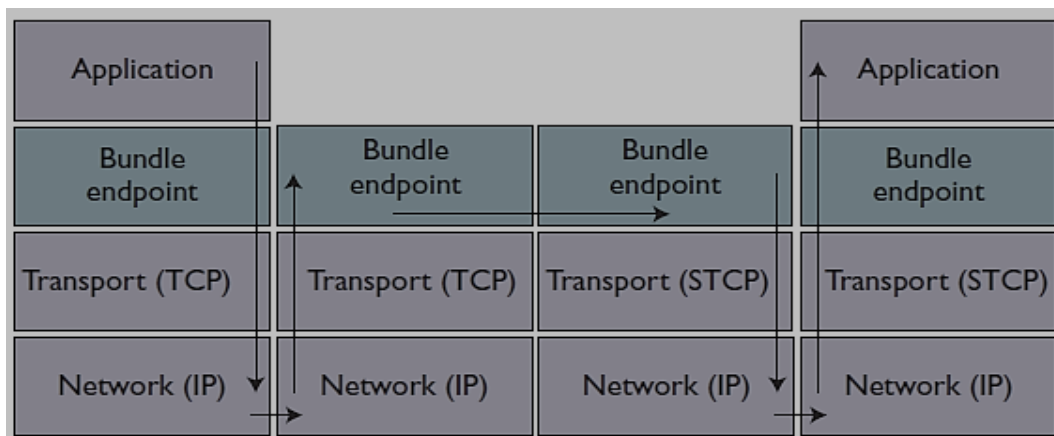 Application
Application
Bundle
endpoint
Bundle
endpoint
Bundle
endpoint
Bundle
endpoint
Transport (TCP)
Transport (TCP)
Transport (STCP)
Transport (STCP)
Network (IP)
Network (IP)
Network (IP)
Network (IP)